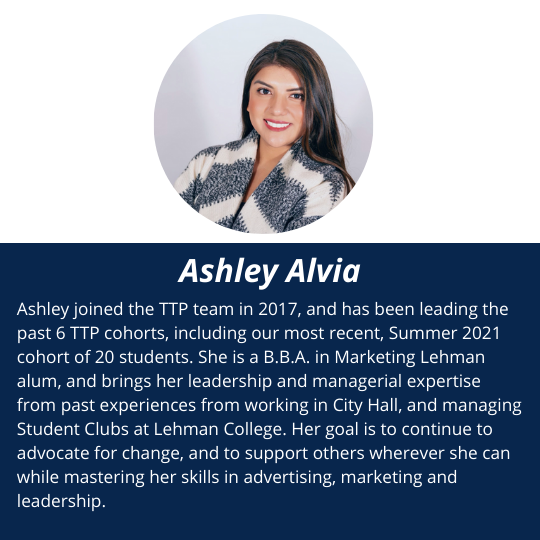 Ashley Alvia
Ashley joined the TTP team in 2017, and has been leading the
past 6 TTP cohorts, including our most recent, Summer 2021
cohort of 20 students. She is a B.B.A. in Marketing Lehman
alum, and brings her leadership and managerial expertise
from past experiences from working in City Hall, and managing
Student Clubs at Lehman College. Her goal is to continue to
advocate for change, and to support others wherever she can
while mastering her skills in advertising, marketing and
leadership.